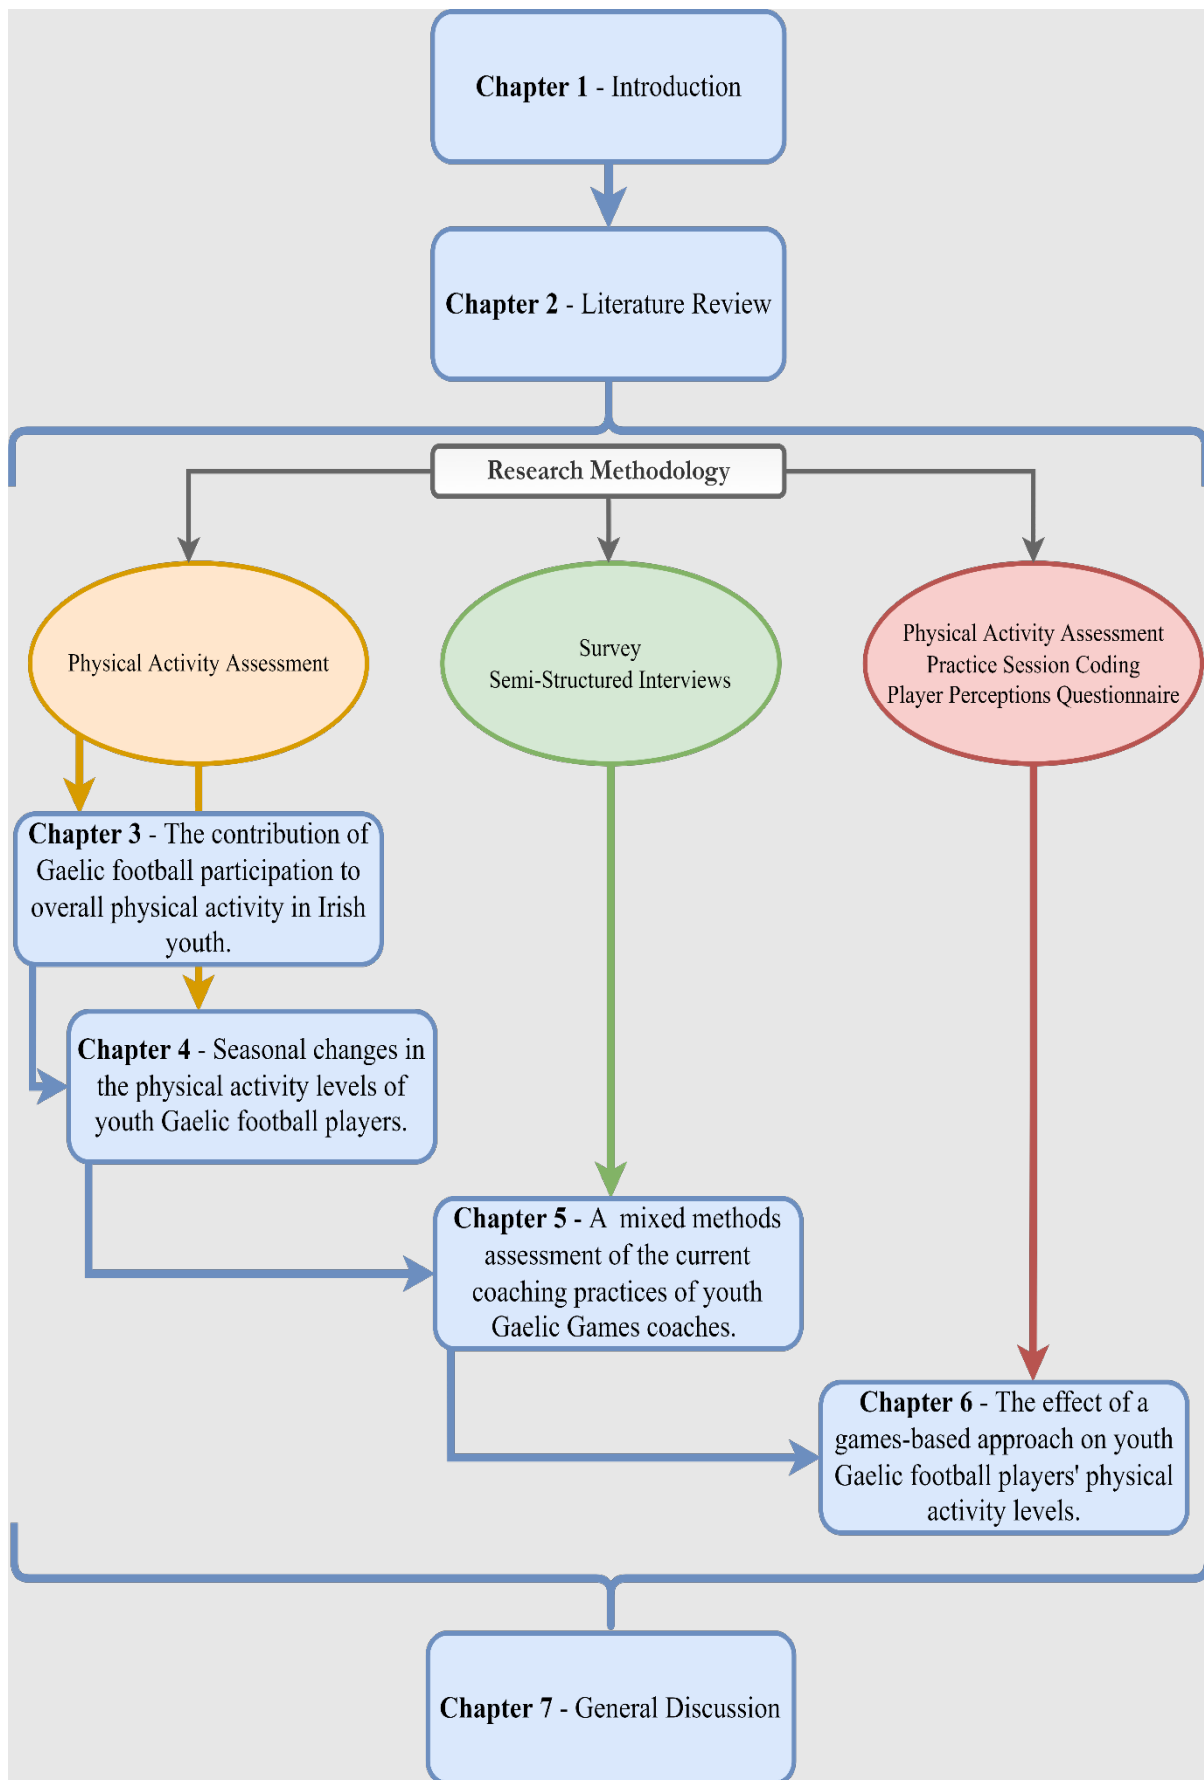 Chapter 1 - Introduction
Chapter 2 - Literature Review
Research Methodology
Physical Activity Assessment
Survey
Semi-Structured Interviews
Physical Activity Assessment
Practice Session Coding
Player Perceptions Questionnaire
Chapter 3 - The contribution of
Gaelic football participation to
overall physical activity in Irish
youth.
Chapter 4 - Seasonal changes in
the physical activity levels of
youth Gaelic football players.
Chapter 5 - A mixed methods
assessment of the current
coaching practices of youth
Gaelic Games coaches.
Chapter 6 - The effect of a
games-based approach on youth
Gaelic football players' physical
activity levels.
Chapter 7 - General Discussion